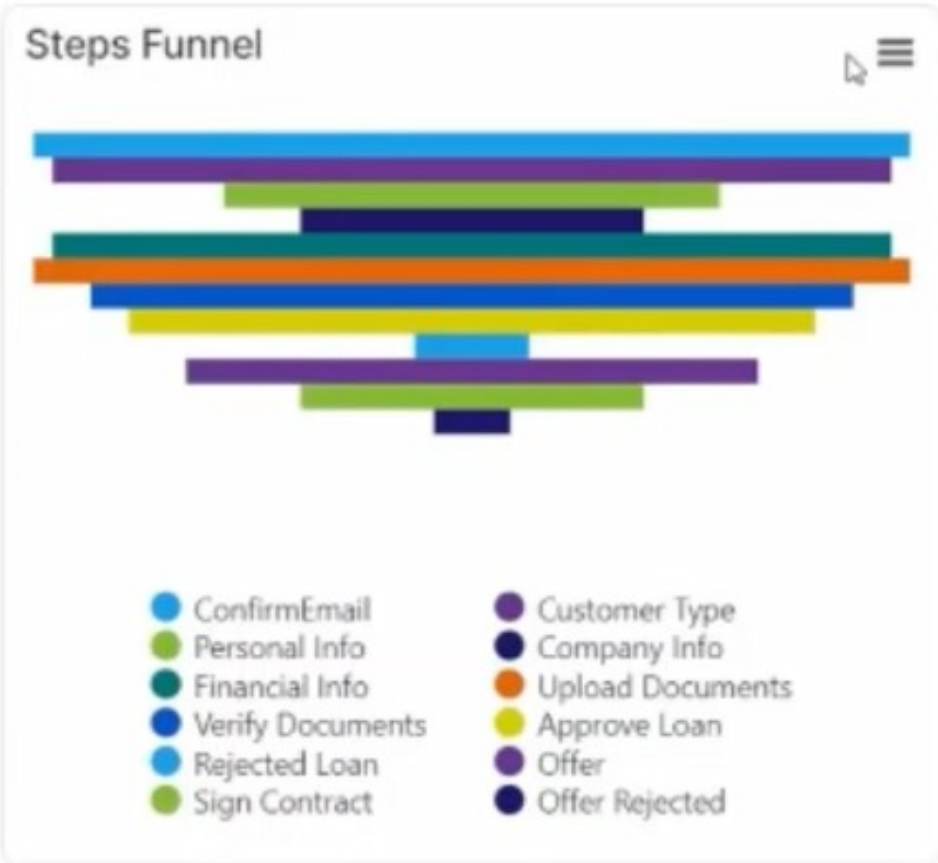 Steps Funnel
ConfirmEmail
Customer Type
Personal Info
Company Info
Financial Info
Upload Documents
Verify Documents
Approve Loan
Rejected Loan
Offer
Sign Contract
Offer Rejected